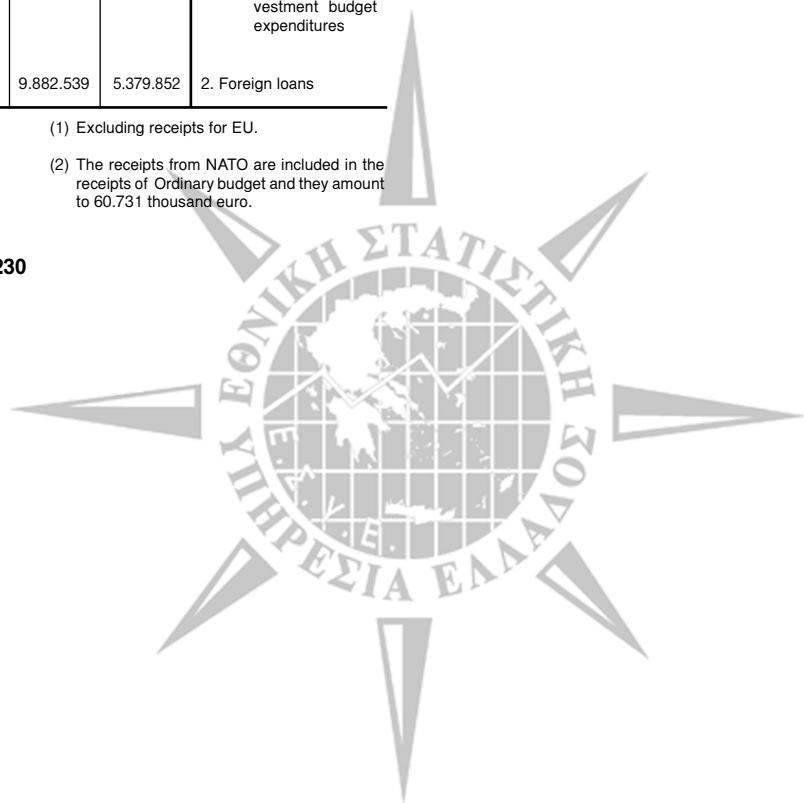 vestment budget
expenditures
9.882.539 5.379.852 2. Foreign loans
(1) Excluding receipts for EU.
(2) The receipts from NATO are included in the
receipts of Ordinary budget and they amount
to 60.731 thousand euro.
230
ΕΘΝΙΚΗ ΣΤΑΤΙΣΤΙΚΗ
ΥΠΗΡΕΣΙΑ ΕΛΛΑΔΟΣ
Ε.Σ.Υ.Ε.